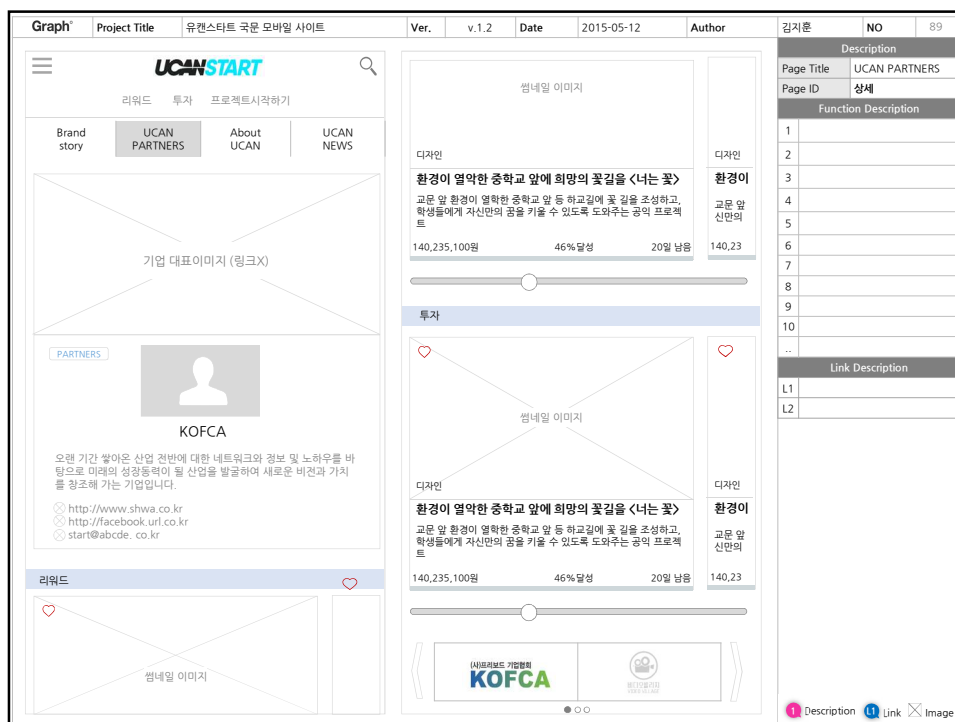 Graph°
Project Title
유캔스타트 국문 모바일 사이트
Ver.
v.1.2
Date
2015-05-12
Author
김지훈
NO
89
UCANSTART
리워드 투자 프로젝트시작하기
Brand story
UCAN PARTNERS
About UCAN
UCAN NEWS
기업 대표이미지 (링크X)
PARTNERS
KOFCA
오랜 기간 쌓아온 산업 전반에 대한 네트워크와 정보 및 노하우를 바
탕으로 미래의 성장동력이 될 산업을 발굴하여 새로운 비전과 가치
를 창조해 가는 기업입니다.
http://www.shwa.co.kr
http://facebook.url.co.kr
start@abcde. co.kr
리워드
썸네일 이미지
썸네일 이미지
디자인
디자인
환경이 열악한 중학교 앞에 희망의 꽃길을 <너는 꽃>
환경이
교문 앞 환경이 열학한 중학교 앞 등 하교길에 꽃 길을 조성하고,
학생들에게 자신만의 꿈을 키울 수 있도록 도와주는 공익 프로젝
트
교문 앞
신만의
140,235,100원 46%달성 20일 남음
140,23
투자
썸네일 이미지
디자인
디자인
환경이 열악한 중학교 앞에 희망의 꽃길을 <너는 꽃>
환경이
교문 앞 환경이 열학한 중학교 앞 등 하교길에 꽃 길을 조성하고,
학생들에게 자신만의 꿈을 키울 수 있도록 도와주는 공익 프로젝
트
교문 앞
신만의
140,235,100원 46%달성 20일 남음
140,23
(사)프리보드 기업협회
KOFCA
Description
Page Title
UCAN PARTNERS
Page ID
상세
Function Description
1
2
3
4
5
6
7
8
9
10
..
Link Description
L1
L2
1 Description L1 Link Image